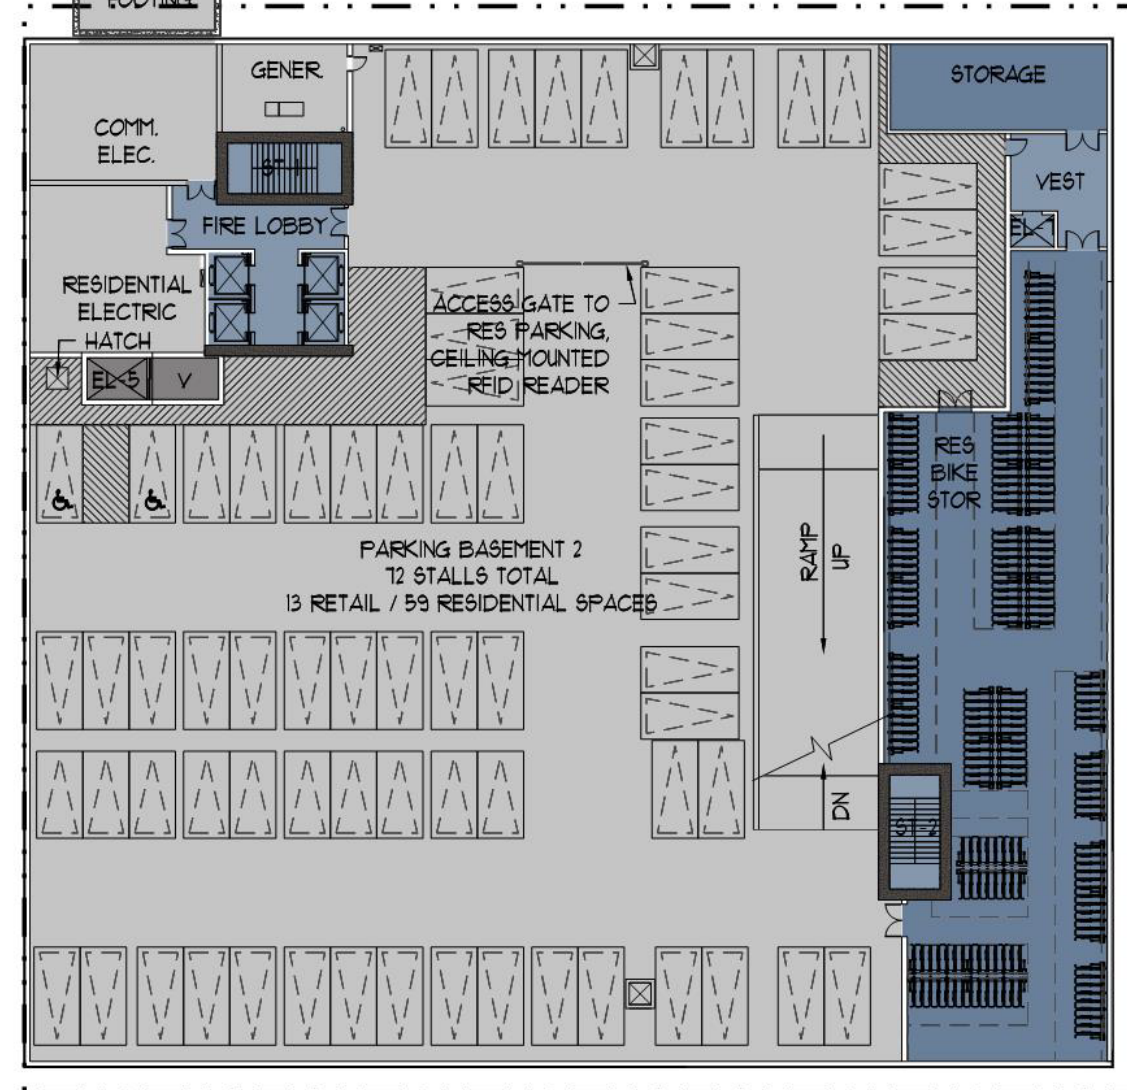 FOOTING
STORAGE
GENER.
COMM.
ELEC.
ST-1
VEST
FIRE LOBBY
EL-1
RESIDENTIAL
ELECTRIC
HATCH
ACCESS GATE TO
RES PARKING,
CEILING MOUNTED
RFID READER
EL-5
V
RES
BIKE
STOR
RAMP
UP
PARKING BASEMENT 2
72 STALLS TOTAL
13 RETAIL / 59 RESIDENTIAL SPACES
DN
ST-2